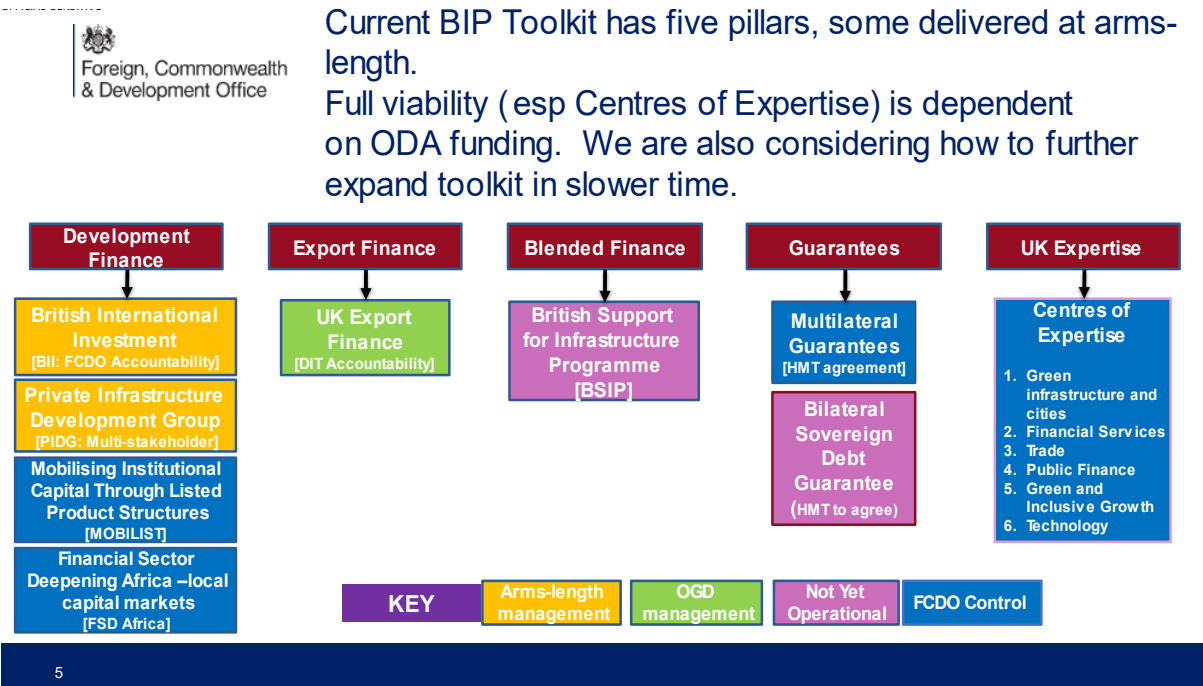 Foreign, Commonwealth
& Development Office
Current BIP Toolkit has five pillars, some delivered at arms-
length.
Full viability (esp Centres of Expertise) is dependent
on ODA funding. We are also considering how to further
expand toolkit in slower time.
Development
Finance
British International
Investment
[BII: FCDO Accountability]
Private Infrastructure
Development Group
[PIDG: Multi-stakeholder]
Mobilising Institutional
Capital Through Listed
Product Structures
[MOBILIST]
Financial Sector
Deepening Africa –local
capital markets
[FSD Africa]
Export Finance
UK Export
Finance
[DIT Accountability]
Blended Finance
British Support
for Infrastructure
Programme
[BSIP]
Guarantees
Multilateral
Guarantees
[HMT agreement]
Bilateral
Sovereign
Debt
Guarantee
(HMT to agree)
UK Expertise
Centres of
Expertise
1. Green
infrastructure and
cities
2. Financial Services
3. Trade
4. Public Finance
5. Green and
Inclusive Growth
6. Technology
KEY
Arms-length
management
OGD
management
Not Yet
Operational
FCDO Control
5